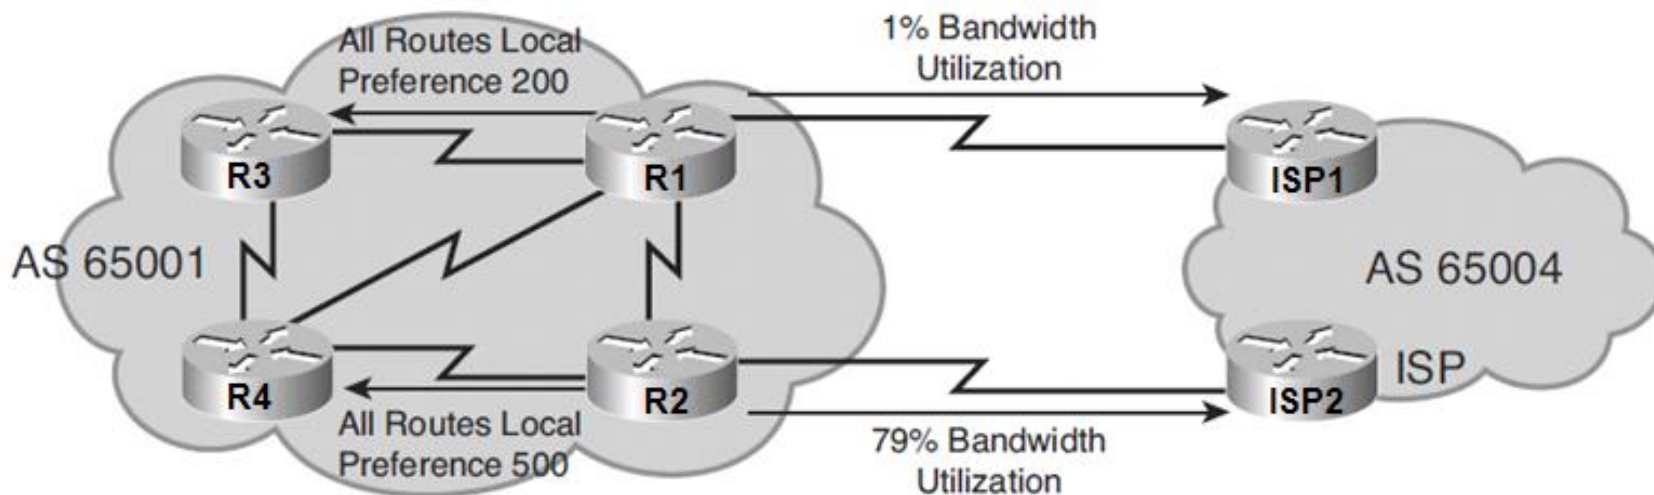 All Routes Local
Preference 200
1% Bandwidth
Utilization
R3
R1
ISP1
AS 65001
AS 65004
R4
R2
ISP2
ISP
All Routes Local
Preference 500
79% Bandwidth
Utilization